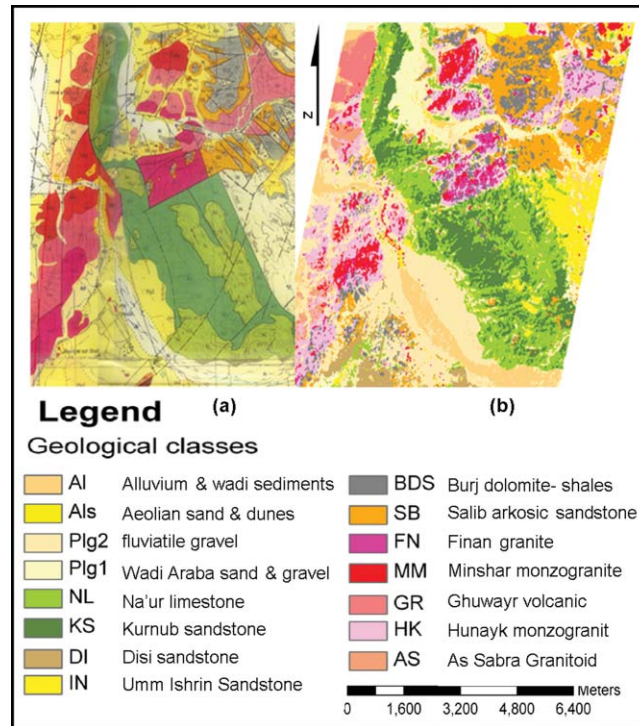 N
(a)
(b)
Legend
Geological classes
Al Alluvium & wadi sediments
Als Aeolian sand & dunes
Plg2 fluviatile gravel
Plg1 Wadi Araba sand & gravel
NL Na'ur limestone
KS Kurnub sandstone
DI Disi sandstone
IN Umm Ishrin Sandstone
BDS Burj dolomite- shales
SB Salib arkosic sandstone
FN Finan granite
MM Minshar monzogranite
GR Ghuwayr volcanic
HK Hunayk monzogranit
AS As Sabra Granitoid
Meters
0 1,600 3,200 4,800 6,400